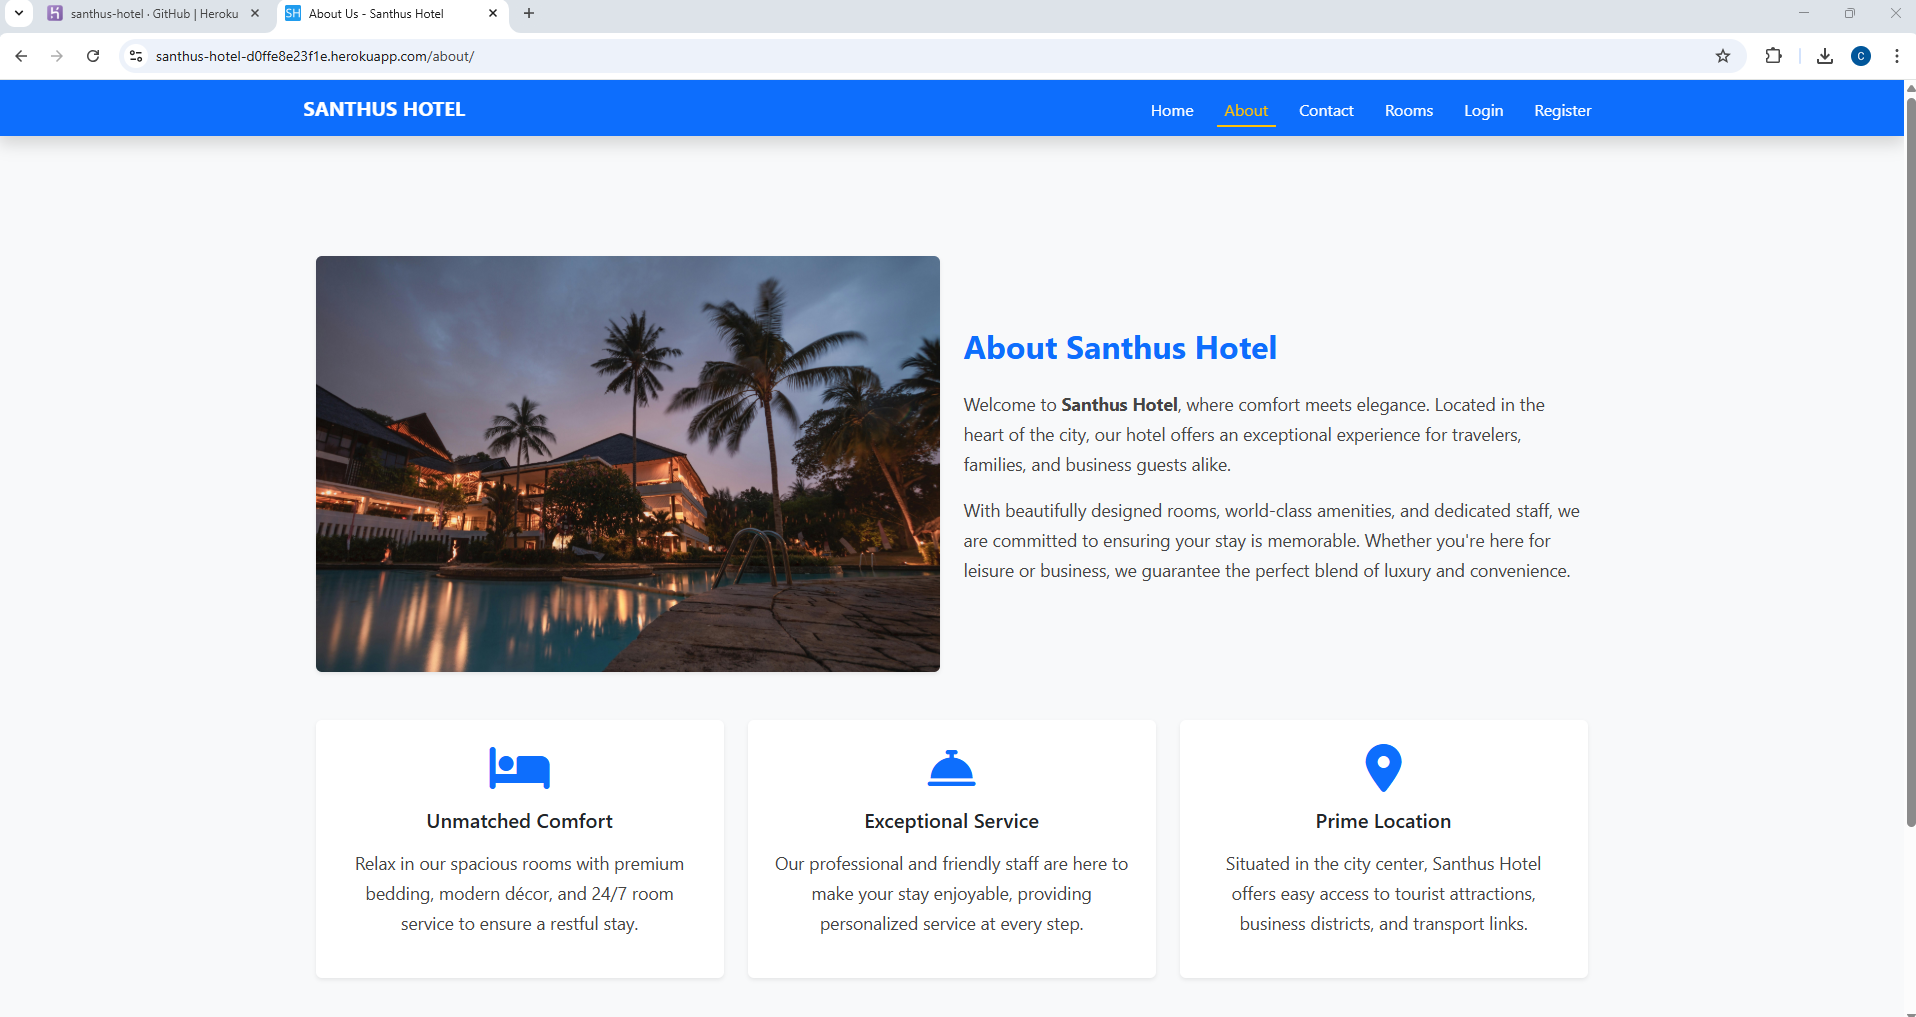 santhus-hotel · GitHub | Heroku
SH About Us - Santhus Hotel
santhus-hotel-d0ffe8e23f1e.herokuapp.com/about/
C
SANTHUS HOTEL
Home About Contact Rooms Login Register
About Santhus Hotel
Welcome to Santhus Hotel, where comfort meets elegance. Located in the
heart of the city, our hotel offers an exceptional experience for travelers,
families, and business guests alike.
With beautifully designed rooms, world-class amenities, and dedicated staff, we
are committed to ensuring your stay is memorable. Whether you're here for
leisure or business, we guarantee the perfect blend of luxury and convenience.
Unmatched Comfort
Relax in our spacious rooms with premium
bedding, modern décor, and 24/7 room
service to ensure a restful stay.
Exceptional Service
Our professional and friendly staff are here to
make your stay enjoyable, providing
personalized service at every step.
Prime Location
Situated in the city center, Santhus Hotel
offers easy access to tourist attractions,
business districts, and transport links.